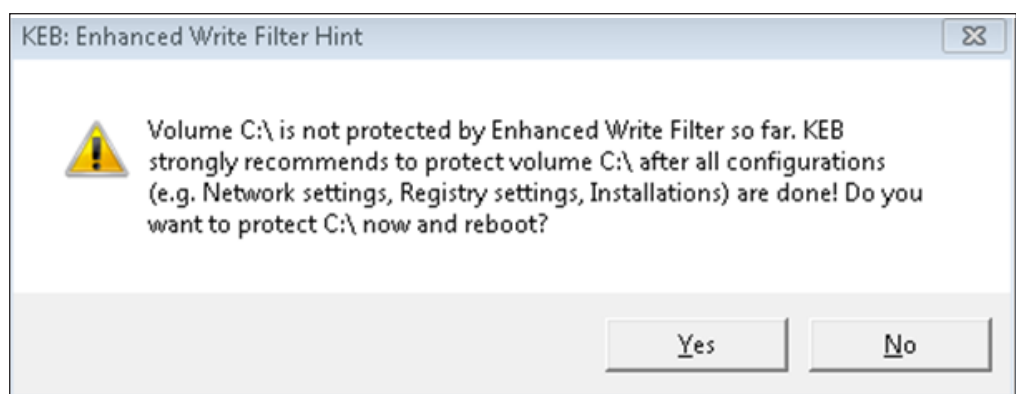 KEB: Enhanced Write Filter Hint
Volume C:\ is not protected by Enhanced Write Filter so far. KEB
strongly recommends to protect volume C:\ after all configurations
(e.g. Network settings, Registry settings, Installations) are done! Do you
want to protect C:\ now and reboot?
Yes
No